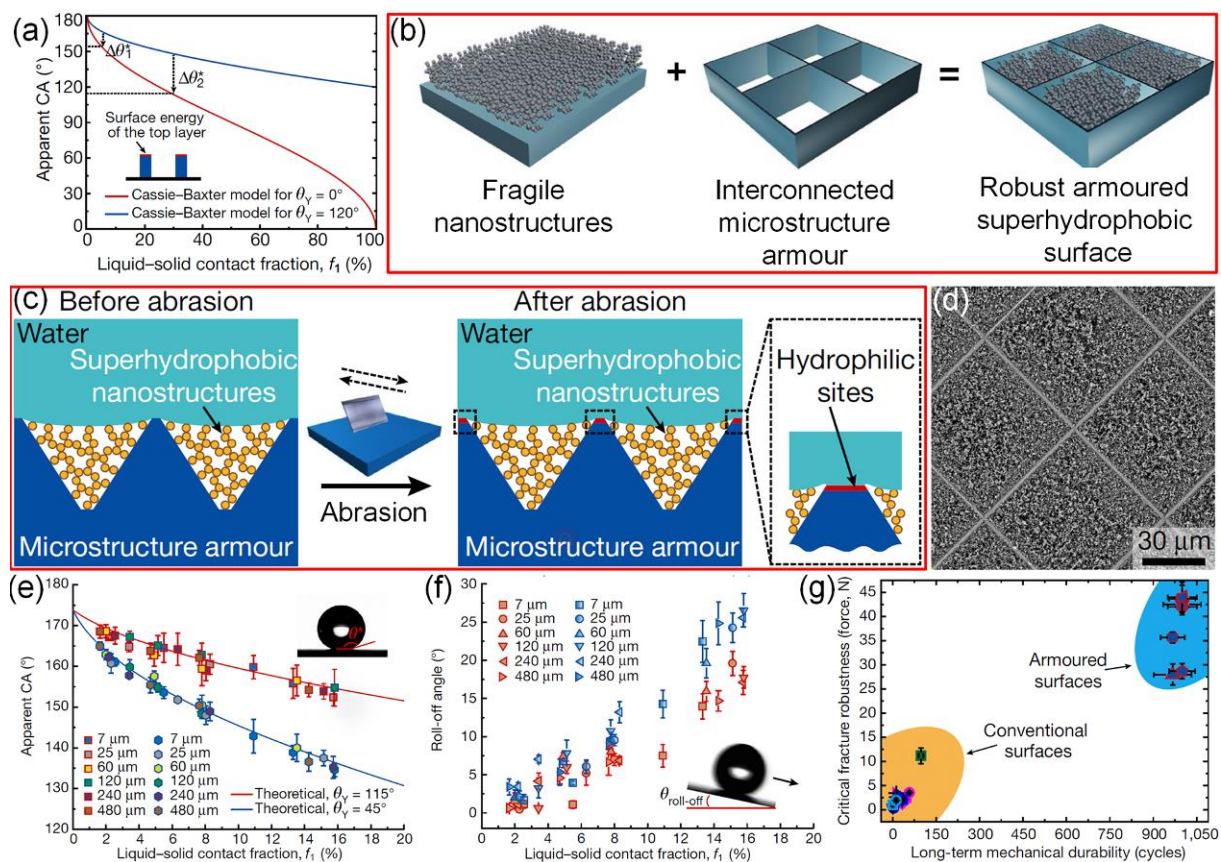 (a)
180
150
120
90
60
30
0
Apparent CA (°)
Δθ₁*
Δθ₂*
Surface energy
of the top layer
Cassie–Baxter model for θY = 0°
Cassie–Baxter model for θY = 120°
0 20 40 60 80 100
Liquid–solid contact fraction, f₁ (%)
(b)
+
=
Fragile
nanostructures
Interconnected
microstructure
armour
Robust armoured
superhydrophobic
surface
(c) Before abrasion
Water
Superhydrophobic
nanostructures
Microstructure armour
Abrasion
After abrasion
Water
Superhydrophobic
nanostructures
Microstructure armour
Hydrophilic
sites
(d)
30 μm
(e)
180
170
160
150
140
130
120
Apparent CA (°)
θ*
7 μm 7 μm
25 μm 25 μm
60 μm 60 μm
120 μm 120 μm
240 μm 240 μm
480 μm 480 μm
Theoretical, θY = 115°
Theoretical, θY = 45°
0 2 4 6 8 10 12 14 16 18 20
Liquid–solid contact fraction, f₁ (%)
(f)
30
25
20
15
10
5
0
Roll-off angle (°)
7 μm 7 μm
25 μm 25 μm
60 μm 60 μm
120 μm 120 μm
240 μm 240 μm
480 μm 480 μm
θroll-off
0 2 4 6 8 10 12 14 16 18 20
Liquid–solid contact fraction, f₁ (%)
(g)
45
40
35
30
25
20
15
10
5
0
Critical fracture robustness (force, N)
Armoured
surfaces
Conventional
surfaces
0 150 300 450 600 750 900 1,050
Long-term mechanical durability (cycles)